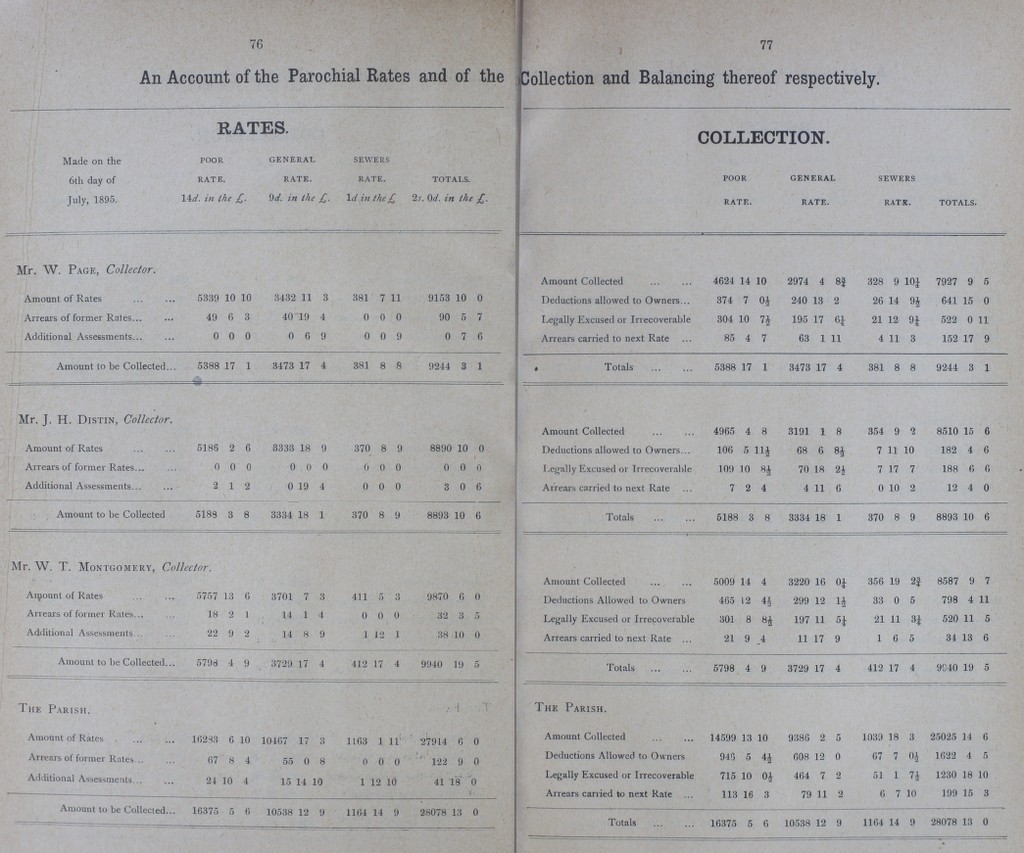 76
An Account of the Parochial Rates and of the
RATES.
Made on the 6th day of July, 1895.
POOR RATE. 14d. in the £.
GENERAL RATE. 9d. in the £.
SEWERS RATE. 1d in the £
TOTALS. 2s. 0d. in the £.
Mr. W. PAGE, Collector.
Amount of Rates ... ... 5339 10 10 3432 11 3 381 7 11 9153 10 0
Arrears of former Rates... ... 49 6 3 40 19 4 0 0 0 90 5 7
Additional Assessments... ... 0 0 0 0 6 9 0 0 9 0 7 6
Amount to be Collected... 5388 17 1 3473 17 4 381 8 8 9244 3 1
Mr. J. H. DISTIN, Collector.
Amount of Rates ... ... 5186 2 6 3333 18 9 370 8 9 8890 10 0
Arrears of former Rates... ... 0 0 0 0 0 0 0 0 0 0 0 0
Additional Assessments... ... 2 1 2 0 19 4 0 0 0 3 0 6
Amount to be Collected 5188 3 8 3334 18 1 370 8 9 8893 10 6
Mr. W. T. MONTGOMERY, Collector.
Amount of Rates ... ... 5757 13 6 3701 7 3 411 5 3 9870 6 0
Arrears of former Rates... ... 18 2 1 14 1 4 0 0 0 32 3 5
Additional Assessments... ... 22 9 2 14 8 9 1 12 1 38 10 0
Amount to be Collected... 5798 4 9 3729 17 4 412 17 4 9940 19 5
THE PARISH.
Amount of Rates ... ... 16283 6 10 10467 17 3 1163 1 11 27914 6 0
Arrears of former Rates... ... 67 8 4 55 0 8 0 0 0 122 9 0
Additional Assessments... ... 24 10 4 15 14 10 1 12 10 41 18 0
Amount to be Collected... 16375 5 6 10538 12 9 1164 14 9 28078 13 0
77
Collection and Balancing thereof respectively.
COLLECTION.
POOR RATE.
GENERAL RATE.
SEWERS RATE.
TOTALS.
Amount Collected ... ... 4624 14 10 2974 4 8¾ 328 9 10¼ 7927 9 5
Deductions allowed to Owners... 374 7 0½ 240 13 2 26 14 9½ 641 15 0
Legally Excused or Irrecoverable 304 10 7½ 195 17 6¼ 21 12 9¼ 522 0 11
Arrears carried to next Rate ... 85 4 7 63 1 11 4 11 3 152 17 9
Totals ... ... 5388 17 1 3473 17 4 381 8 8 9244 3 1
Amount Collected ... ... 4965 4 8 3191 1 8 354 9 2 8510 15 6
Deductions allowed to Owners... 106 5 11½ 68 6 8½ 7 11 10 182 4 6
Legally Excused or Irrecoverable 109 10 8½ 70 18 2½ 7 17 7 188 6 6
Arrears carried to next Rate ... 7 2 4 4 11 6 0 10 2 12 4 0
Totals ... ... 5188 3 8 3334 18 1 370 8 9 8893 10 6
Amount Collected ... ... 5009 14 4 3220 16 0¼ 356 19 2¾ 8587 9 7
Deductions Allowed to Owners 465 12 4½ 299 12 1½ 33 0 5 798 4 11
Legally Excused or Irrecoverable 301 8 8½ 197 11 5¼ 21 11 3¼ 520 11 5
Arrears carried to next Rate ... 21 9 4 11 17 9 1 6 5 34 13 6
Totals ... ... 5798 4 9 3729 17 4 412 17 4 9940 19 5
THE PARISH.
Amount Collected ... ... 14599 13 10 9386 2 5 1039 18 3 25025 14 6
Deductions Allowed to Owners 946 5 4½ 608 12 0 67 7 0½ 1622 4 5
Legally Excused or Irrecoverable 715 10 0½ 464 7 2 51 1 7½ 1230 18 10
Arrears carried to next Rate ... 113 16 3 79 11 2 6 7 10 199 15 3
Totals ... ... 16375 5 6 10538 12 9 1164 14 9 28078 13 0